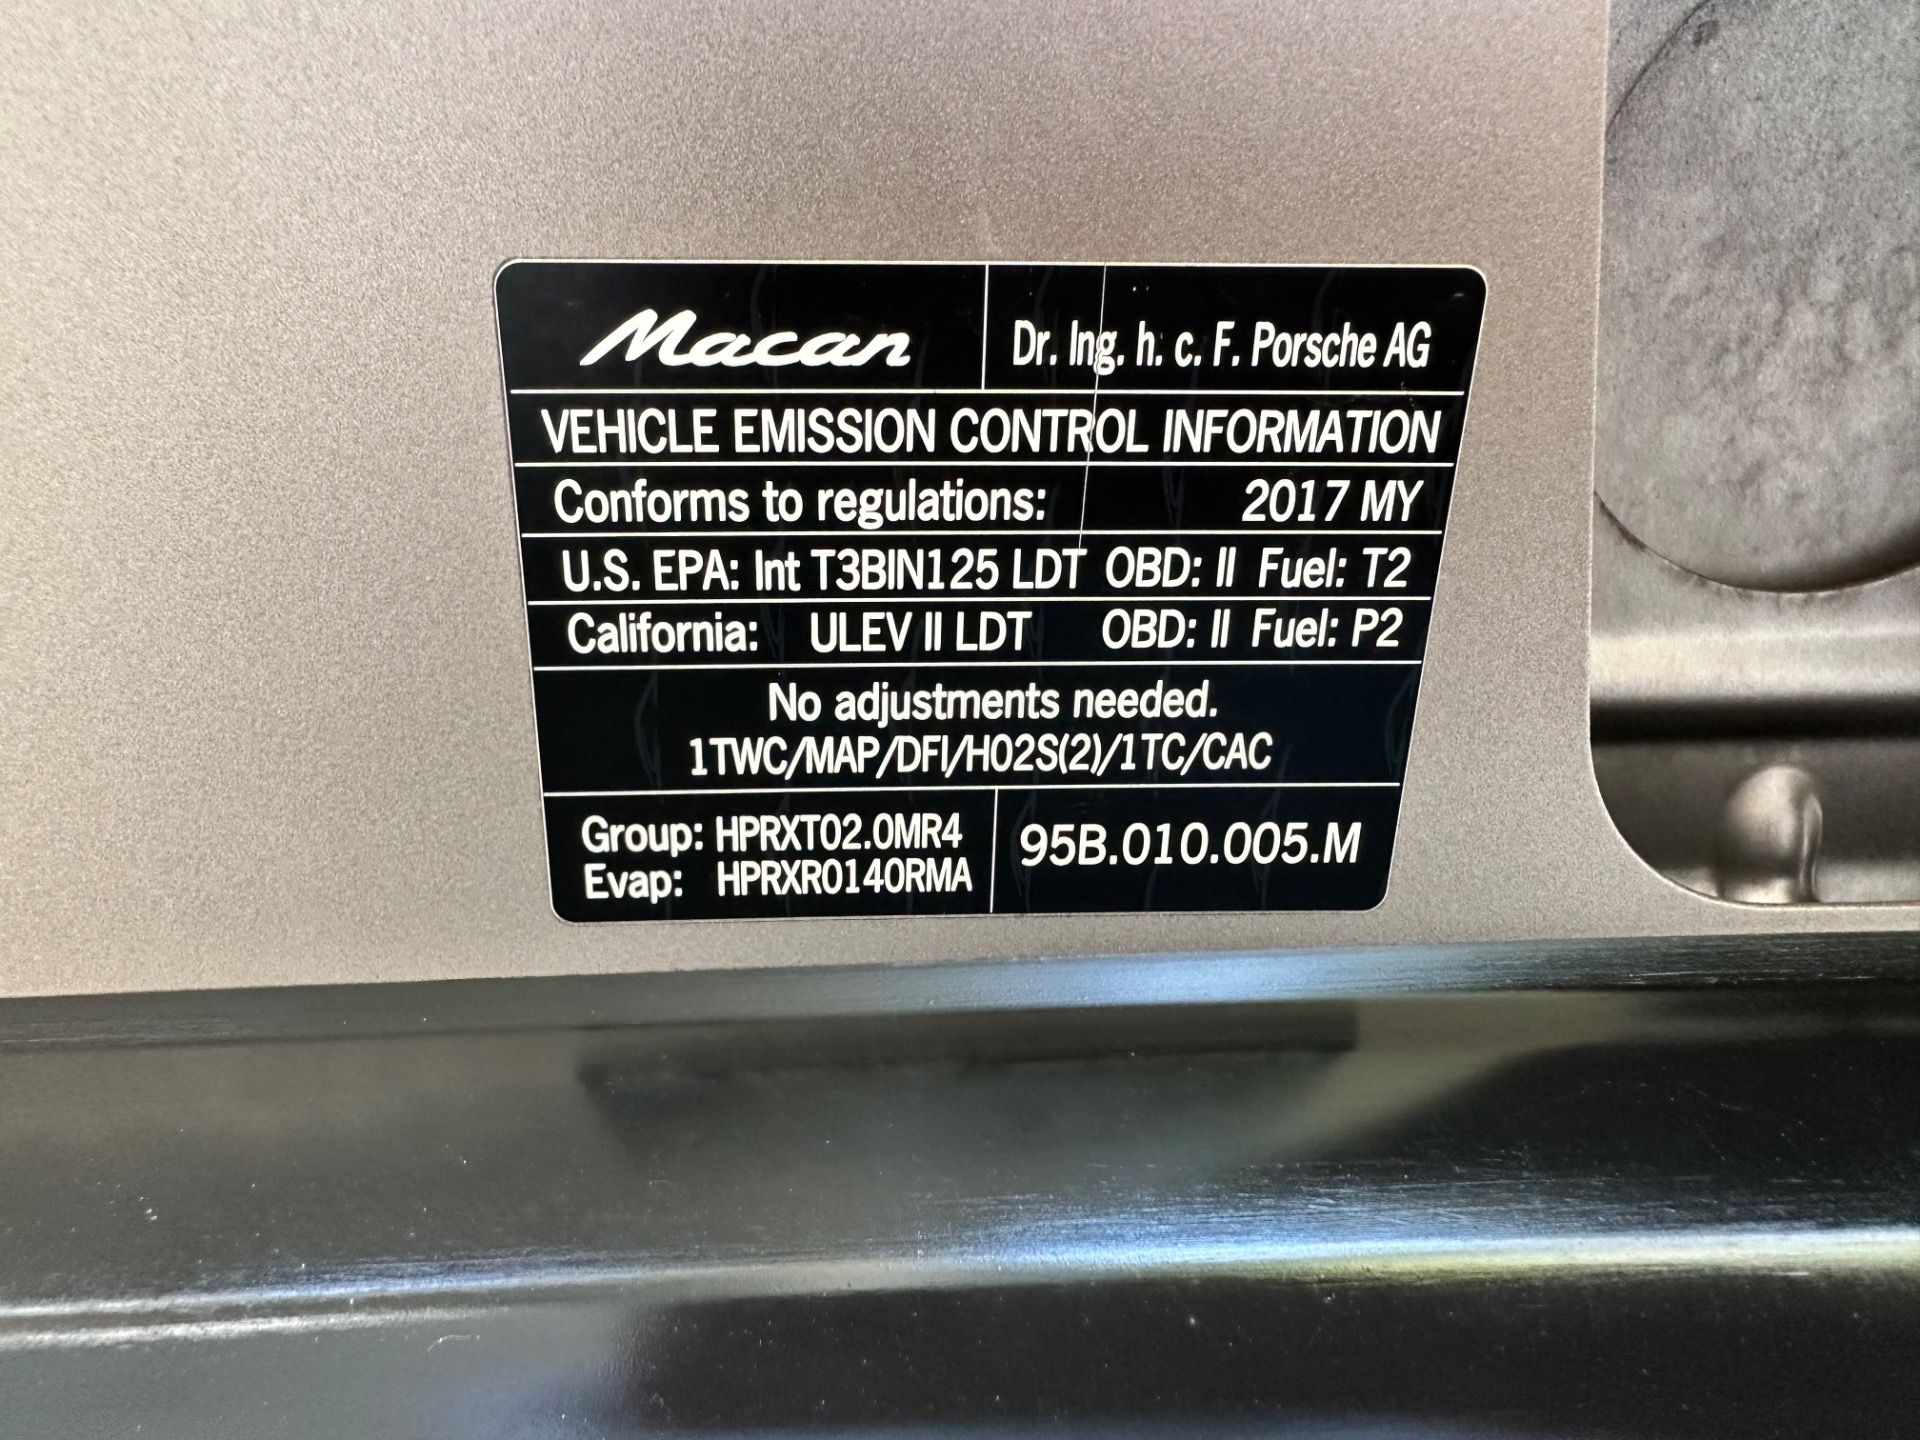 Macan
Dr. Ing. h. c. F. Porsche AG
VEHICLE EMISSION CONTROL INFORMATION
Conforms to regulations: 2017 MY
U.S. EPA: Int T3BIN125 LDT OBD: II Fuel: T2
California: ULEV II LDT OBD: II Fuel: P2
No adjustments needed.
1TWC/MAP/DFI/HO2S(2)/1TC/CAC
Group: HPRXT02.0MR4
Evap: HPRXR0140RMA
95B.010.005.M